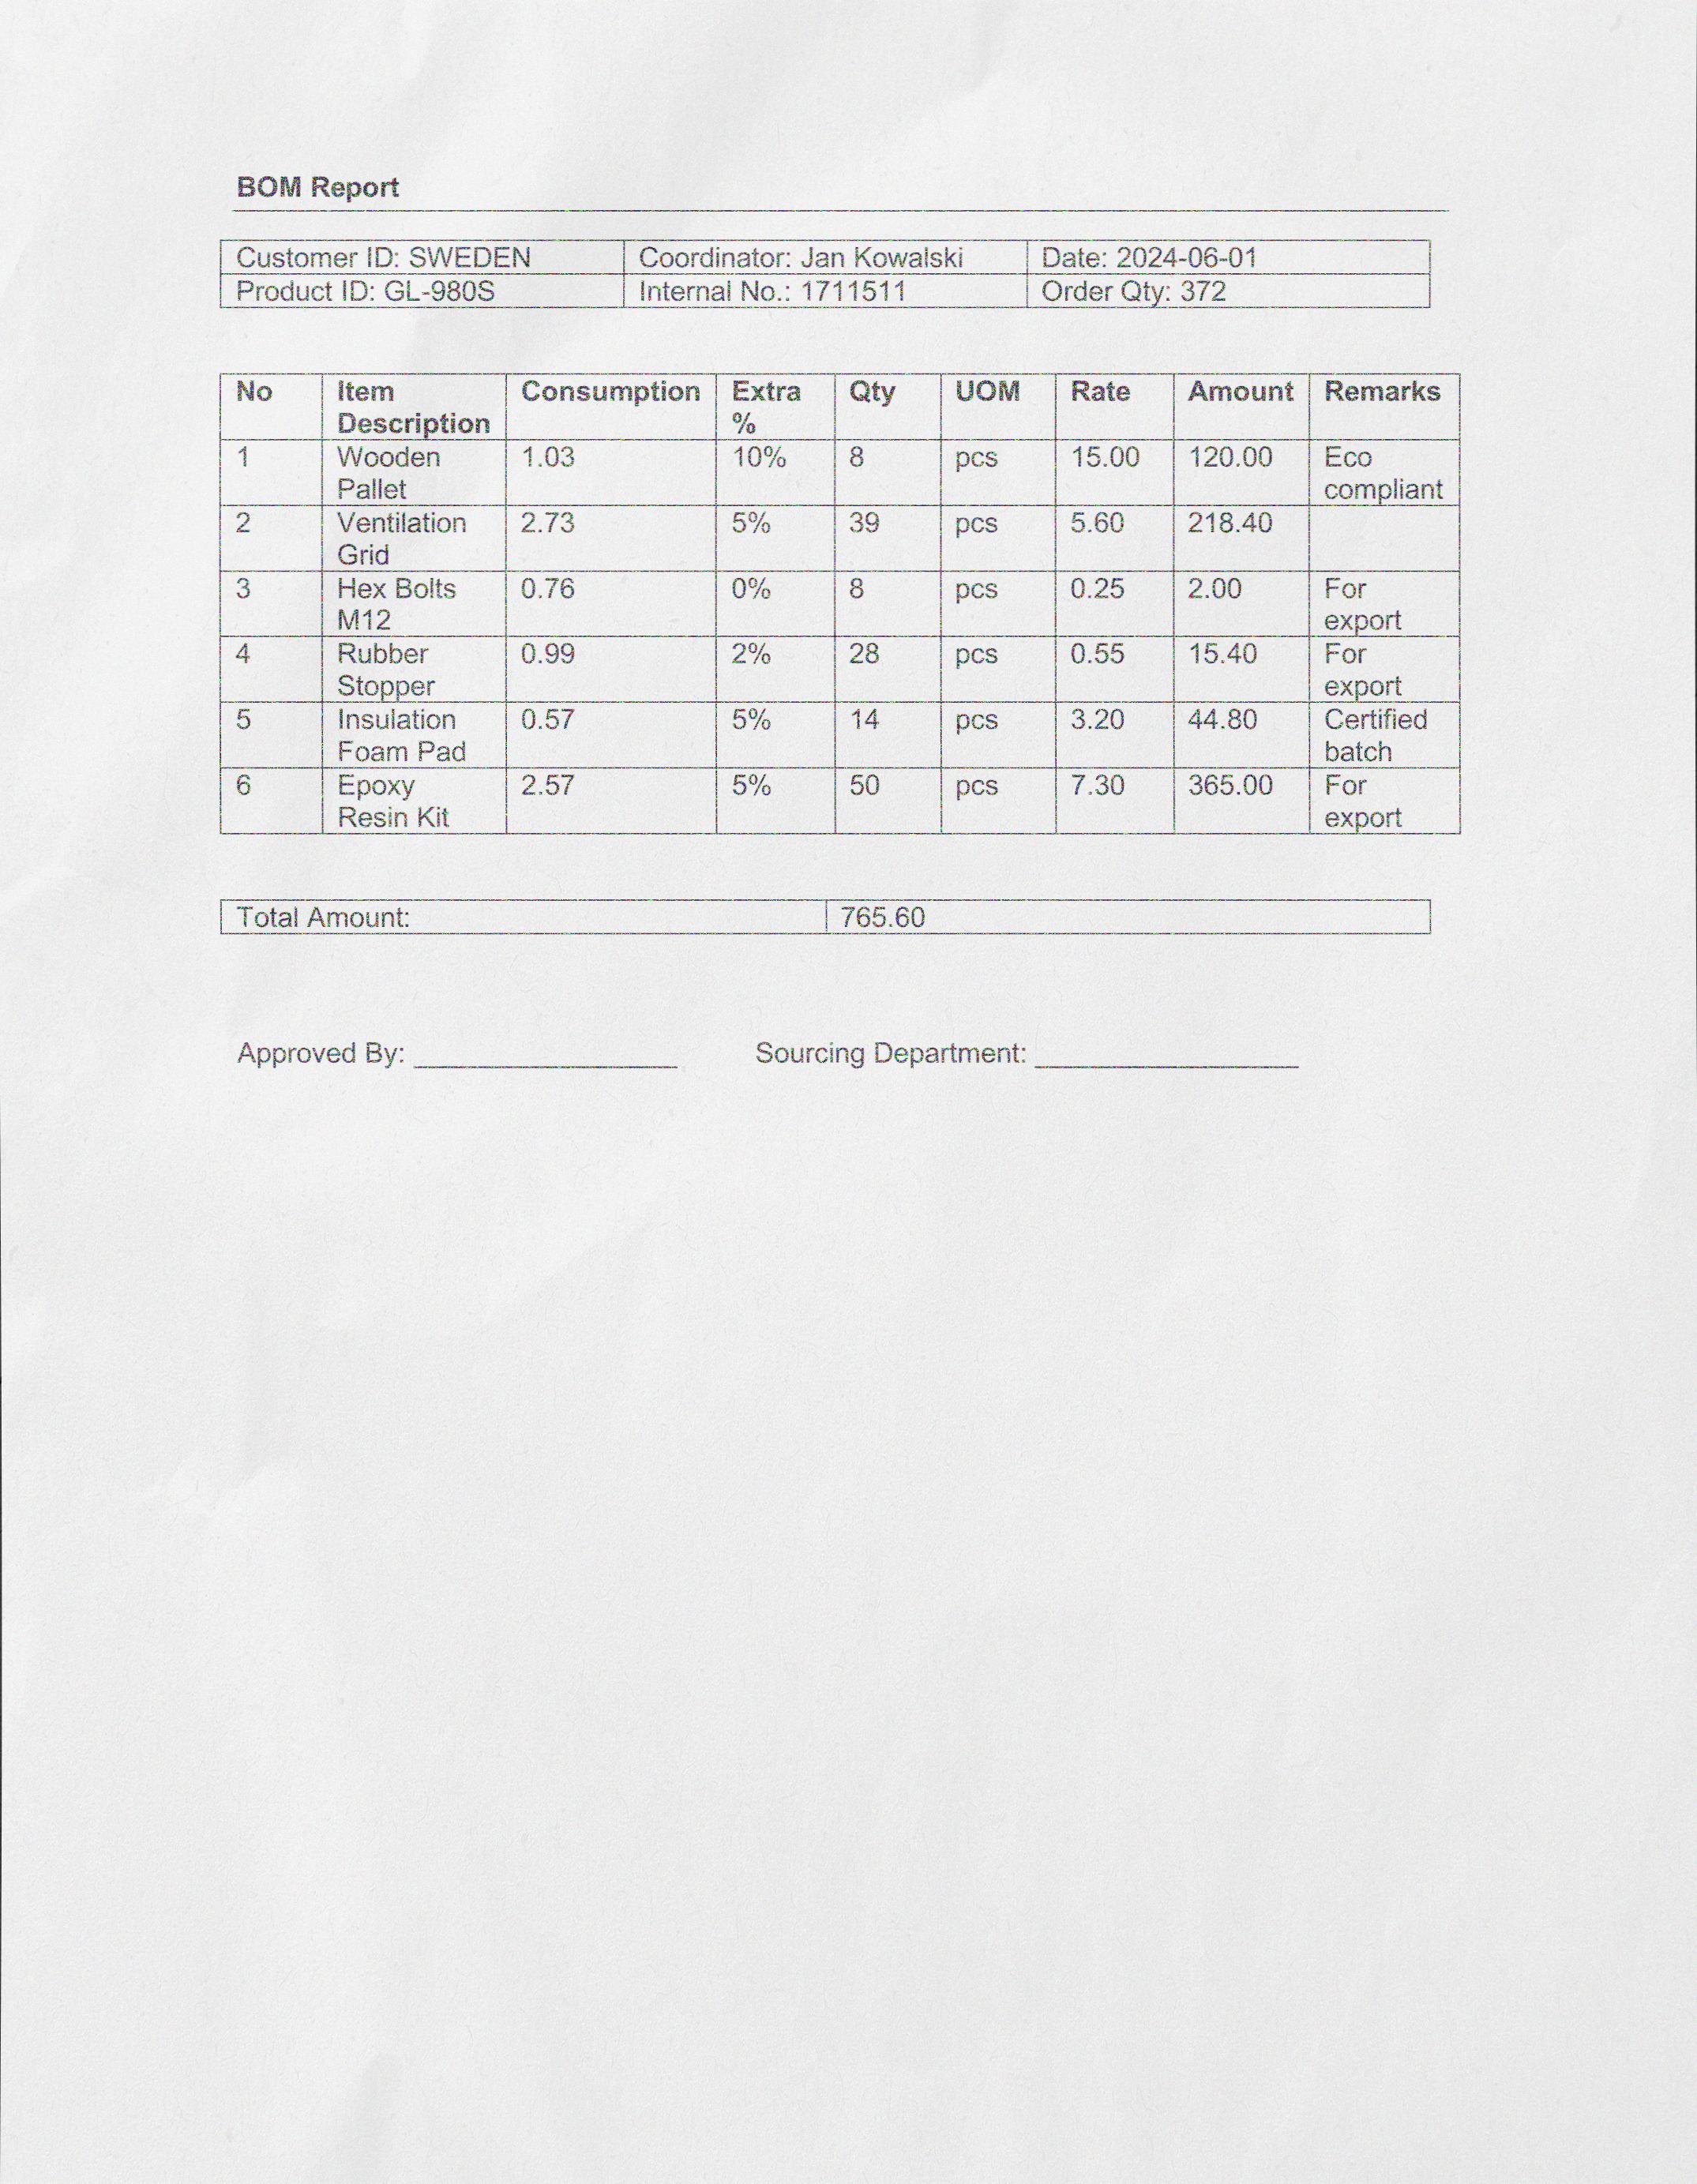 BOM Report
Customer ID: SWEDEN Coordinator: Jan Kowalski Date: 2024-06-01
Product ID: GL-980S Internal No.: 1711511 Order Qty: 372
No Item Description Consumption Extra % Qty UOM Rate Amount Remarks
1 Wooden Pallet 1.03 10% 8 pcs 15.00 120.00 Eco compliant
2 Ventilation Grid 2.73 5% 39 pcs 5.60 218.40
3 Hex Bolts M12 0.76 0% 8 pcs 0.25 2.00 For export
4 Rubber Stopper 0.99 2% 28 pcs 0.55 15.40 For export
5 Insulation Foam Pad 0.57 5% 14 pcs 3.20 44.80 Certified batch
6 Epoxy Resin Kit 2.57 5% 50 pcs 7.30 365.00 For export
Total Amount: 765.60
Approved By: ____________________ Sourcing Department: ____________________